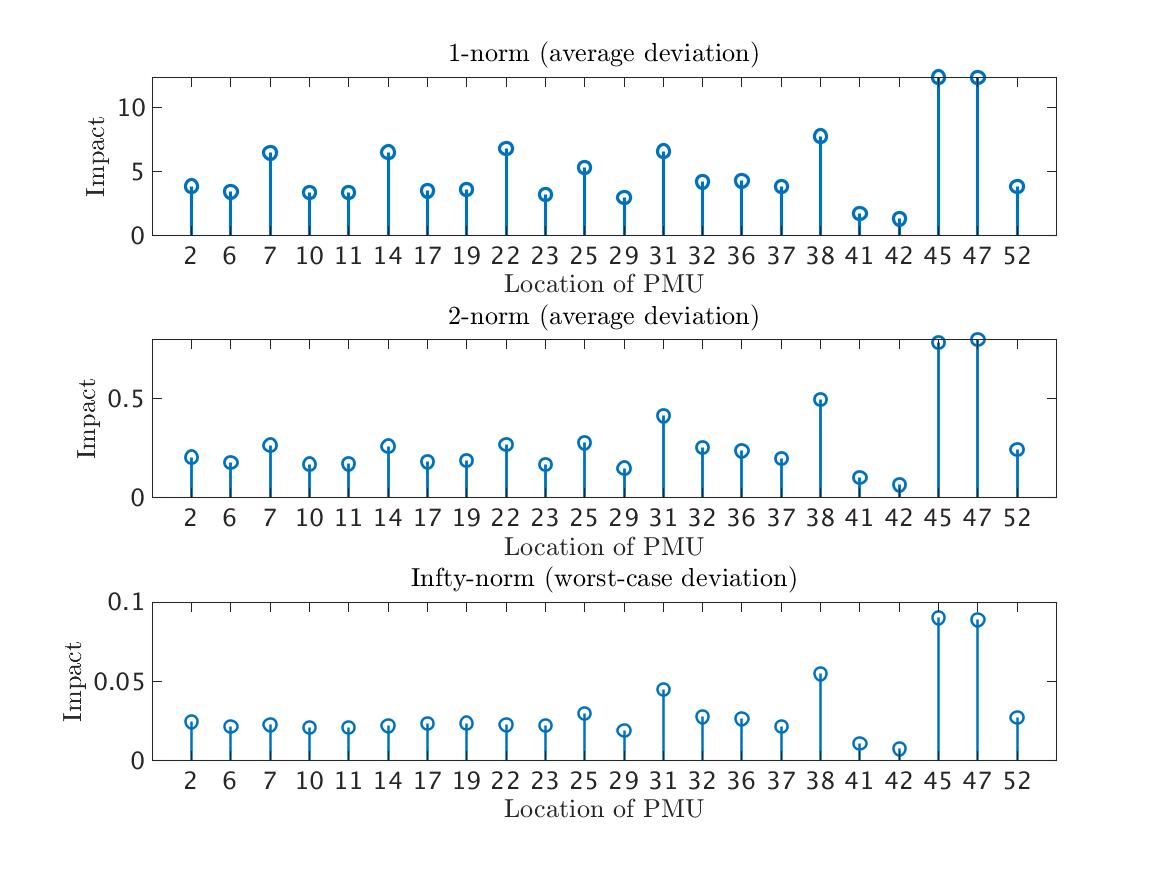 1-norm (average deviation)
10
5
0
Impact
2 6 7 10 11 14 17 19 22 23 25 29 31 32 36 37 38 41 42 45 47 52
Location of PMU
2-norm (average deviation)
0.5
0
Impact
2 6 7 10 11 14 17 19 22 23 25 29 31 32 36 37 38 41 42 45 47 52
Location of PMU
Infty-norm (worst-case deviation)
0.1
0.05
0
Impact
2 6 7 10 11 14 17 19 22 23 25 29 31 32 36 37 38 41 42 45 47 52
Location of PMU